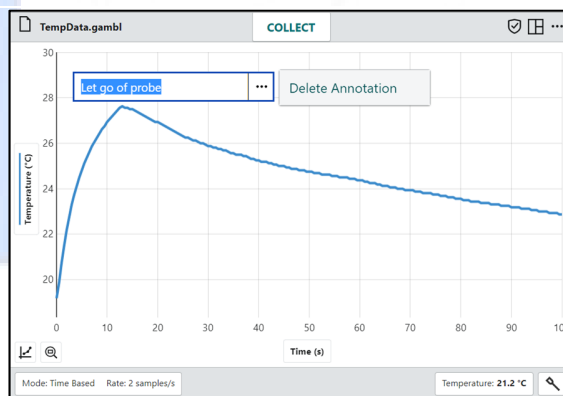 TempData.gambl
COLLECT
...
30
Let go of probe
...
Delete Annotation
28
26
24
22
20
Temperature (°C)
0 10 20 30 40 50 60 70 80 90 10
Time (s)
Mode: Time Based Rate: 2 samples/s
Temperature: 21.2 °C